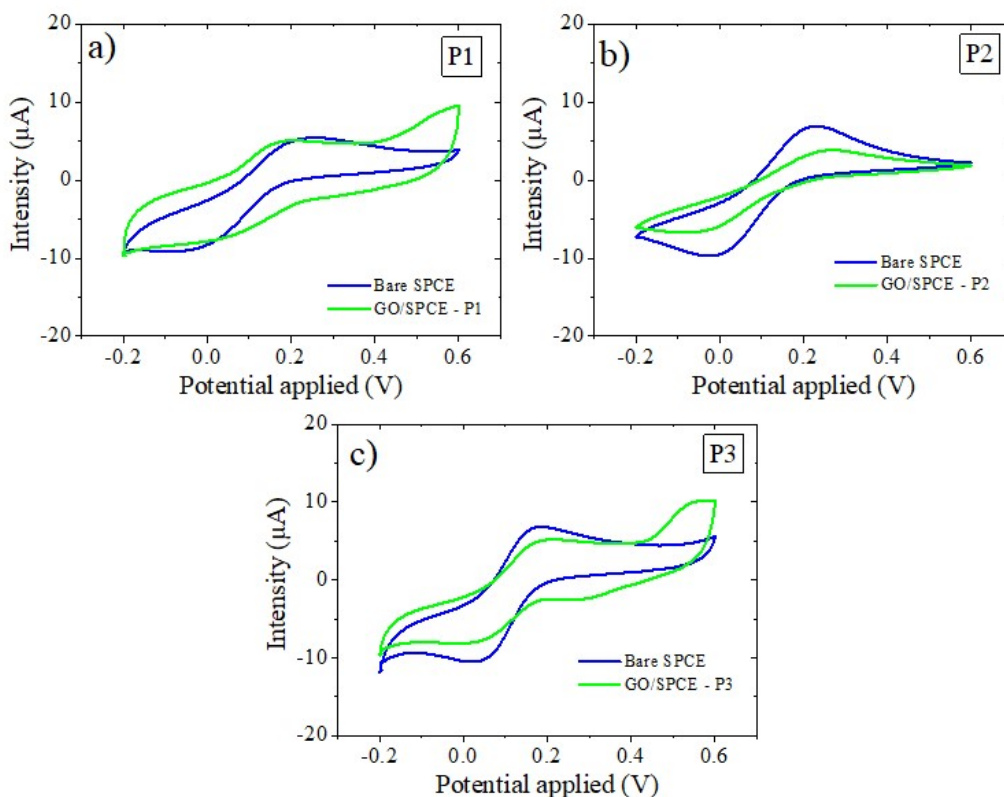 a)
P1
20
10
0
-10
-20
Intensity (µA)
Bare SPCE
GO/SPCE - P1
-0.2 0.0 0.2 0.4 0.6
Potential applied (V)
b)
P2
20
10
0
-10
-20
Intensity (µA)
Bare SPCE
GO/SPCE - P2
-0.2 0.0 0.2 0.4 0.6
Potential applied (V)
c)
P3
20
10
0
-10
-20
Intensity (µA)
Bare SPCE
GO/SPCE - P3
-0.2 0.0 0.2 0.4 0.6
Potential applied (V)